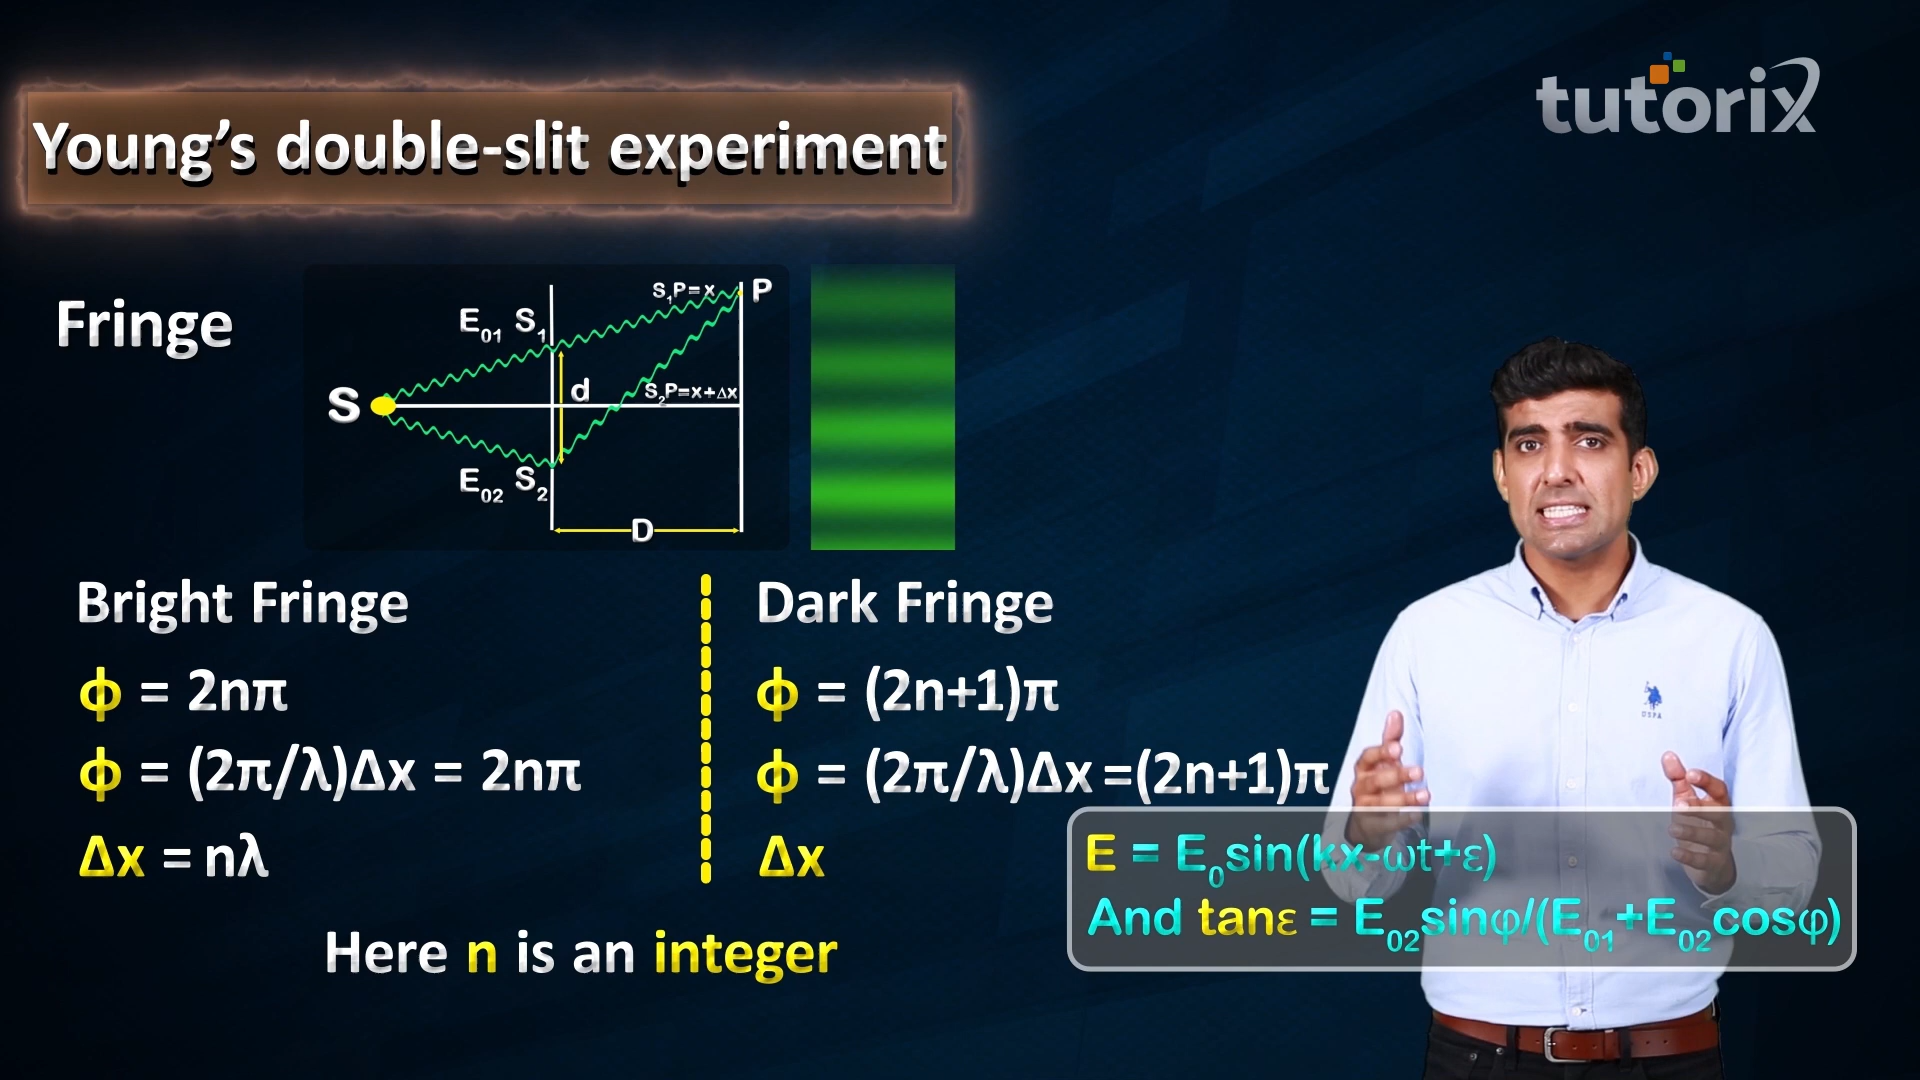 tutorix
Young's double-slit experiment
Fringe
S₁P=x
P
E₀₁ S₁
S
d
S₂P=x+Δx
E₀₂ S₂
D
Bright Fringe
ϕ = 2nπ
ϕ = (2π/λ)Δx = 2nπ
Δx = nλ
Dark Fringe
ϕ = (2n+1)π
ϕ = (2π/λ)Δx =(2n+1)π
Δx
Here n is an integer
E = E₀sin(kx-ωt+ε)
And tanε = E₀₂sinφ/(E₀₁+E₀₂cosφ)
USPA